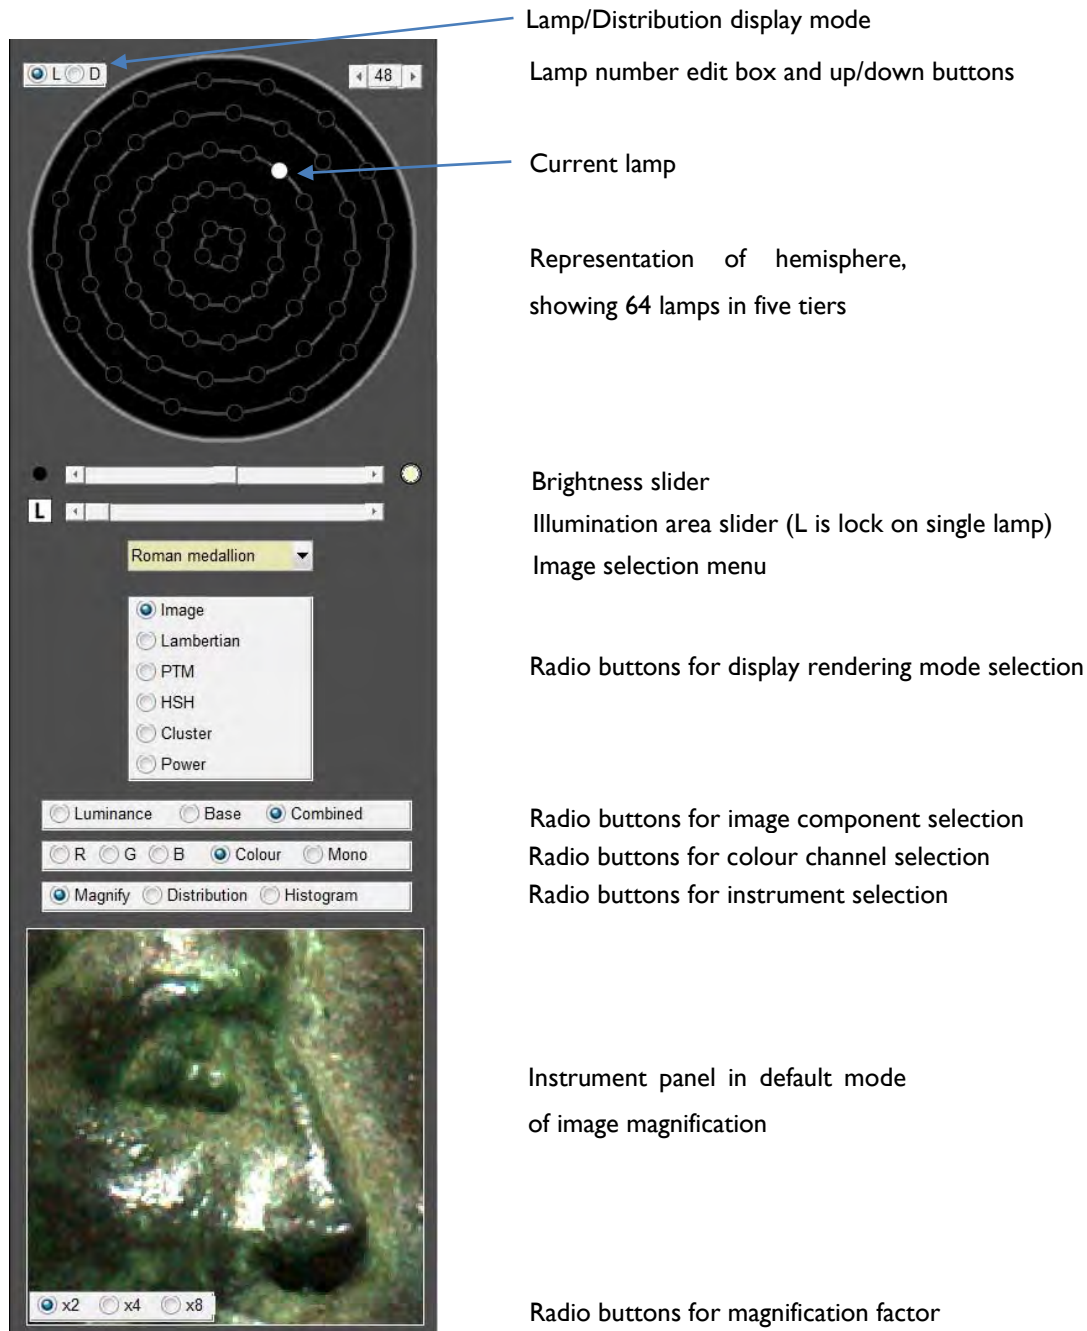 Lamp/Distribution display mode
L D
48
Lamp number edit box and up/down buttons
Current lamp
Representation of hemisphere,
showing 64 lamps in five tiers
Brightness slider
L
Illumination area slider (L is lock on single lamp)
Roman medallion
Image selection menu
Image
Lambertian
PTM
HSH
Cluster
Power
Radio buttons for display rendering mode selection
Luminance Base Combined
Radio buttons for image component selection
R G B Colour Mono
Radio buttons for colour channel selection
Magnify Distribution Histogram
Radio buttons for instrument selection
Instrument panel in default mode
of image magnification
x2 x4 x8
Radio buttons for magnification factor